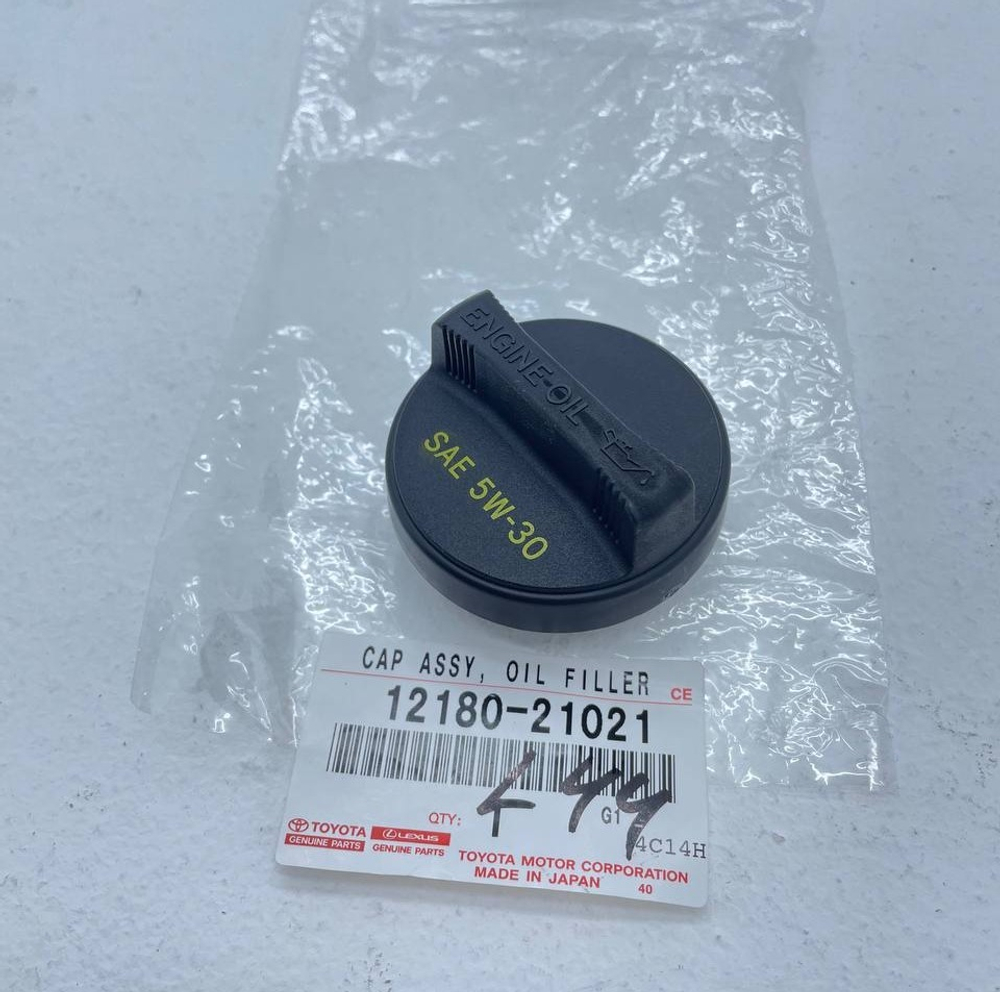 ENGINE-OIL
SAE 5W-30
CAP ASSY, OIL FILLER
CE
12180-21021
G1
QTY:
TOYOTA
GENUINE PARTS
LEXUS
GENUINE PARTS
4C14H
TOYOTA MOTOR CORPORATION
MADE IN JAPAN
40